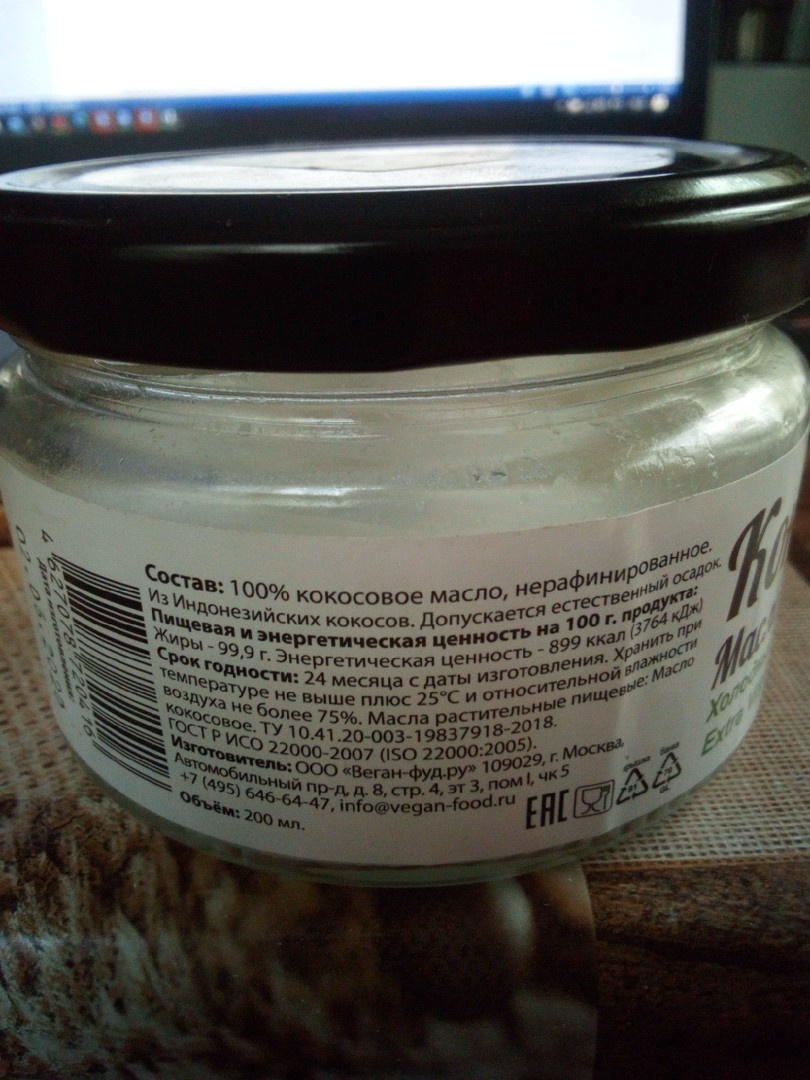 Состав: 100% кокосовое масло, нерафинированное.
Из Индонезийских кокосов. Допускается естественный осадок.
Пищевая и энергетическая ценность на 100 г. продукта:
Жиры - 99,9 г. Энергетическая ценность - 899 ккал (3764 кДж)
Срок годности: 24 месяца с даты изготовления. Хранить при
температуре не выше плюс 25°С и относительной влажности
воздуха не более 75%. Масла растительные пищевые: Масло
кокосовое. ТУ 10.41.20-003-19837918-2018.
ГОСТ Р ИСО 22000-2007 (ISO 22000:2005).
Изготовитель: ООО «Веган-фуд.ру» 109029, г. Москва,
Автомобильный пр-д, д. 8, стр. 4, эт 3, пом I, чк 5
+7 (495) 646-64-47, info@vegan-food.ru
Объём: 200 мл.
EAC
Дата изготовления:
Extra